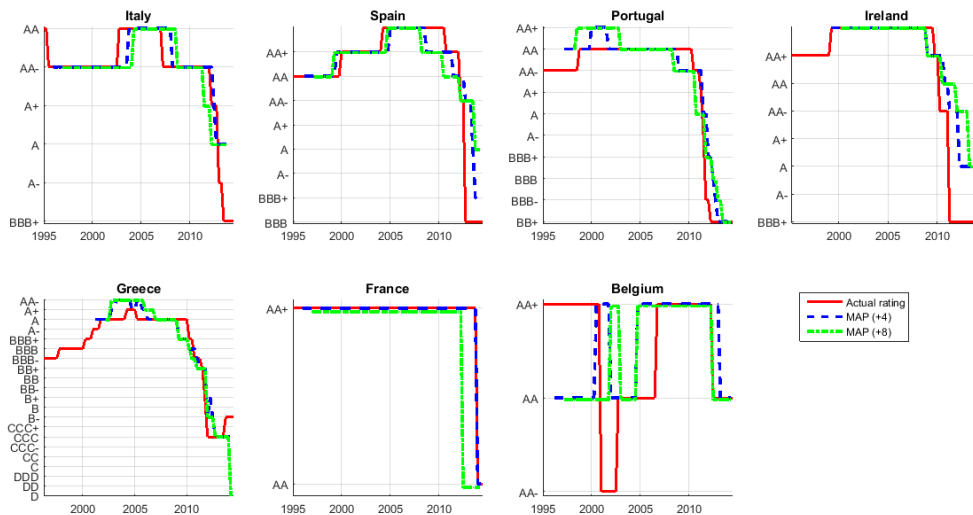 Italy
AA
AA-
A+
A
A-
BBB+
1995 2000 2005 2010
Spain
AA+
AA
AA-
A+
A
A-
BBB+
BBB
1995 2000 2005 2010
Portugal
AA+
AA
AA-
A+
A
A-
BBB+
BBB
BBB-
BB+
1995 2000 2005 2010
Ireland
AA+
AA
AA-
A+
A
A-
BBB+
2000 2005 2010
Greece
AA-
A+
A
A-
BBB+
BBB
BBB-
BB+
BB
BB-
B+
B
B-
CCC+
CCC
CCC-
CC
C
DDD
DD
D
2000 2005 2010
France
AA+
AA
1995 2000 2005 2010
Belgium
AA+
AA
AA-
1995 2000 2005 2010
Actual rating
MAP (+4)
MAP (+8)